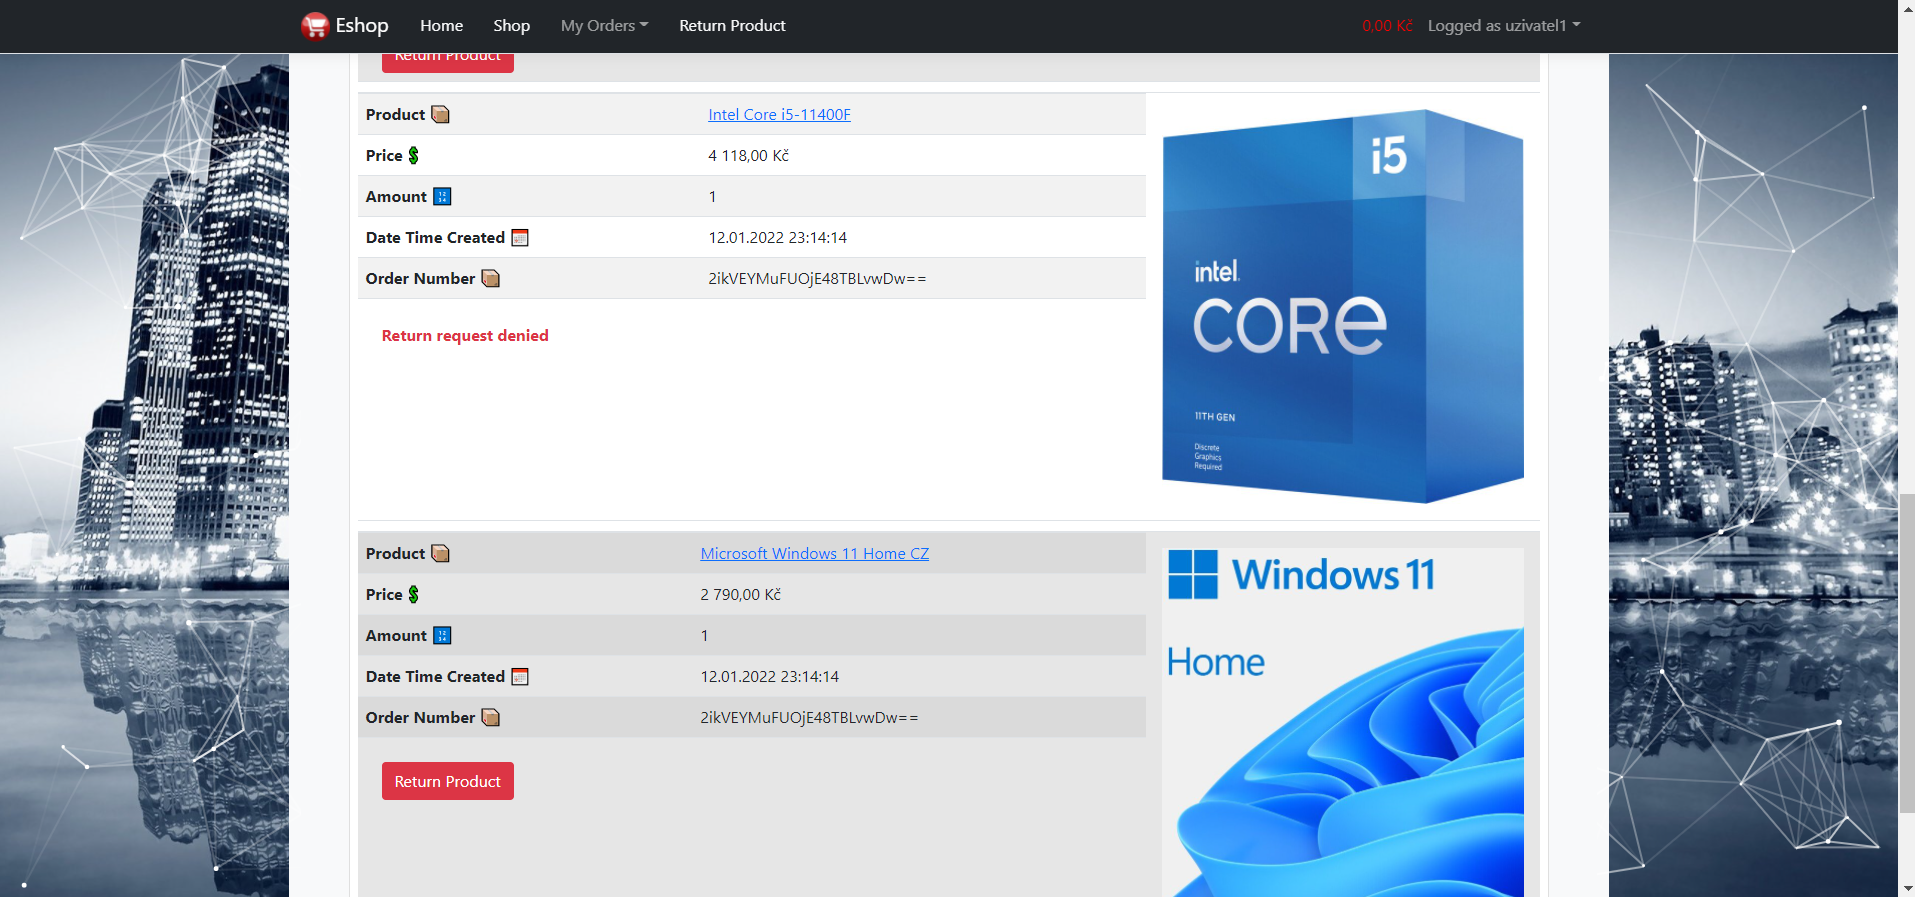 Eshop Home Shop My Orders Return Product 0,00 Kč Logged as uzivatel1
Return Product
Product Intel Core i5-11400F
Price 4 118,00 Kč
Amount 1
Date Time Created 12.01.2022 23:14:14
Order Number 2ikVEYMuFUOjE48TBLvwDw==
Return request denied
i5
intel.
CORE
11TH GEN
Discrete
Graphics
Required
Product Microsoft Windows 11 Home CZ
Price 2 790,00 Kč
Amount 1
Date Time Created 12.01.2022 23:14:14
Order Number 2ikVEYMuFUOjE48TBLvwDw==
Return Product
Windows 11
Home